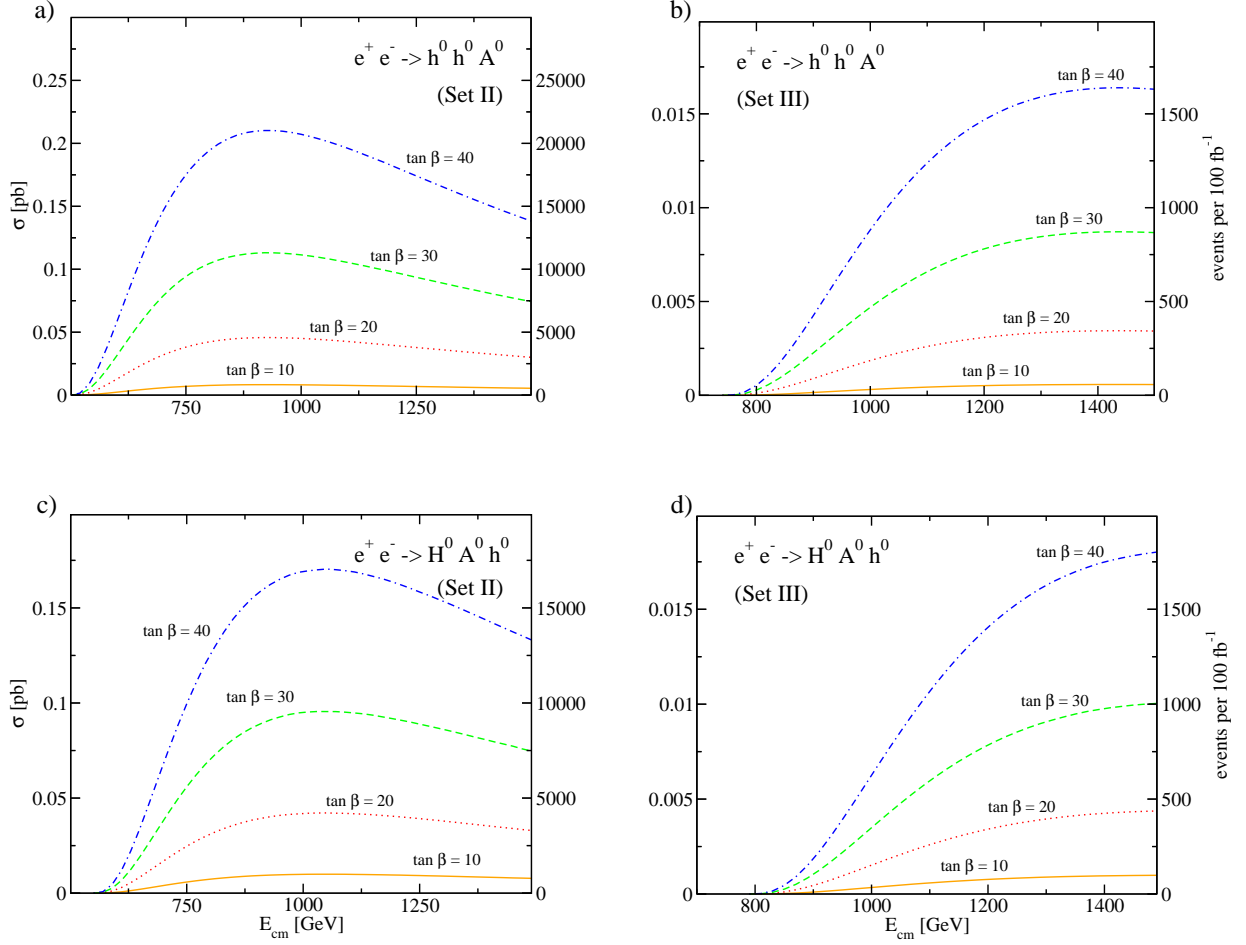 a)
e⁺ e⁻ -> h⁰ h⁰ A⁰
(Set II)
0.25
0.2
0.15
0.1
0.05
0
σ [pb]
25000
20000
15000
10000
5000
0
tan β = 40
tan β = 30
tan β = 20
tan β = 10
750
1000
1250
b)
e⁺ e⁻ -> h⁰ h⁰ A⁰
(Set III)
0.015
0.01
0.005
0
1500
1000
500
0
events per 100 fb⁻¹
tan β = 40
tan β = 30
tan β = 20
tan β = 10
800
1000
1200
1400
c)
e⁺ e⁻ -> H⁰ A⁰ h⁰
(Set II)
0.15
0.1
0.05
0
σ [pb]
15000
10000
5000
0
tan β = 40
tan β = 30
tan β = 20
tan β = 10
750
1000
1250
E_cm [GeV]
d)
e⁺ e⁻ -> H⁰ A⁰ h⁰
(Set III)
0.015
0.01
0.005
0
1500
1000
500
0
events per 100 fb⁻¹
tan β = 40
tan β = 30
tan β = 20
tan β = 10
800
1000
1200
1400
E_cm [GeV]